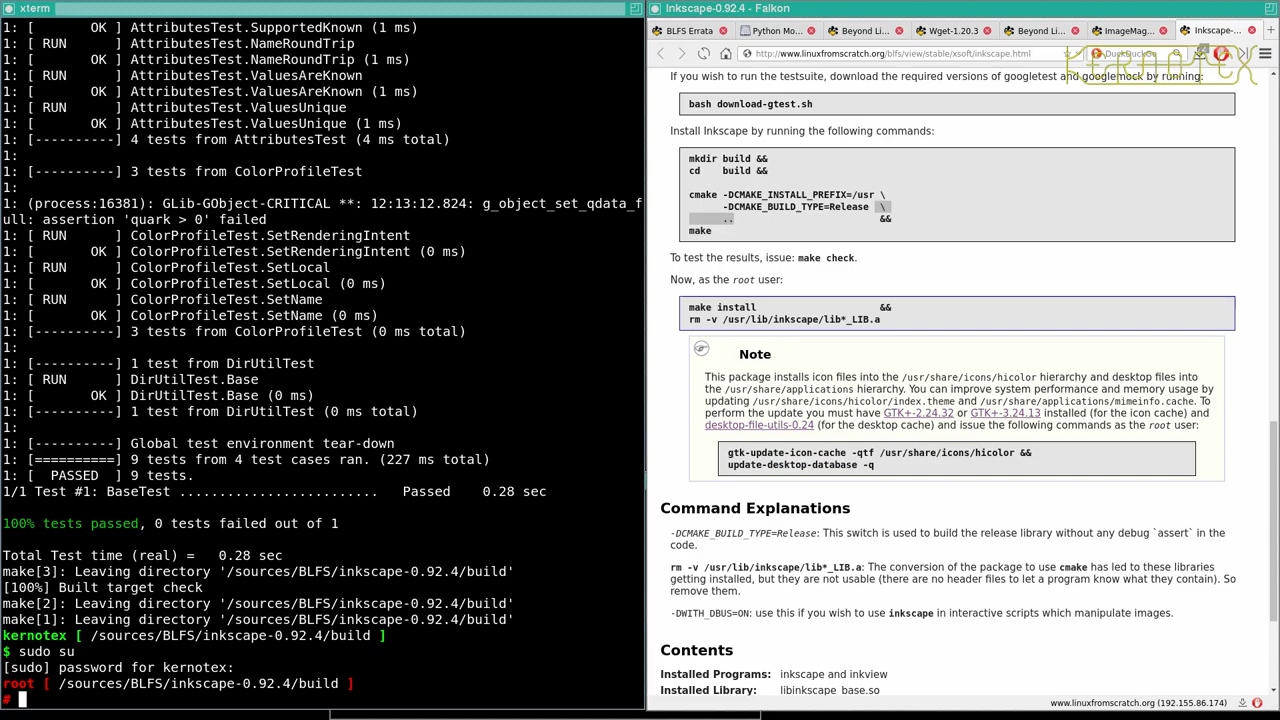 xterm
1: [       OK ] AttributesTest.SupportedKnown (1 ms)
1: [ RUN      ] AttributesTest.NameRoundTrip
1: [       OK ] AttributesTest.NameRoundTrip (1 ms)
1: [ RUN      ] AttributesTest.ValuesAreKnown
1: [       OK ] AttributesTest.ValuesAreKnown (1 ms)
1: [ RUN      ] AttributesTest.ValuesUnique
1: [       OK ] AttributesTest.ValuesUnique (1 ms)
1: [----------] 4 tests from AttributesTest (4 ms total)
1:
1: [----------] 3 tests from ColorProfileTest
1:
1: (process:16381): GLib-GObject-CRITICAL **: 12:13:12.824: g_object_set_qdata_f
ull: assertion 'quark > 0' failed
1: [ RUN      ] ColorProfileTest.SetRenderingIntent
1: [       OK ] ColorProfileTest.SetRenderingIntent (0 ms)
1: [ RUN      ] ColorProfileTest.SetLocal
1: [       OK ] ColorProfileTest.SetLocal (0 ms)
1: [ RUN      ] ColorProfileTest.SetName
1: [       OK ] ColorProfileTest.SetName (0 ms)
1: [----------] 3 tests from ColorProfileTest (0 ms total)
1:
1: [----------] 1 test from DirUtilTest
1: [ RUN      ] DirUtilTest.Base
1: [       OK ] DirUtilTest.Base (0 ms)
1: [----------] 1 test from DirUtilTest (0 ms total)
1:
1: [----------] Global test environment tear-down
1: [==========] 9 tests from 4 test cases ran. (227 ms total)
1: [  PASSED  ] 9 tests.
1/1 Test #1: BaseTest .........................   Passed    0.28 sec
100% tests passed, 0 tests failed out of 1
Total Test time (real) =   0.28 sec
make[3]: Leaving directory '/sources/BLFS/inkscape-0.92.4/build'
[100%] Built target check
make[2]: Leaving directory '/sources/BLFS/inkscape-0.92.4/build'
make[1]: Leaving directory '/sources/BLFS/inkscape-0.92.4/build'
kernotex [ /sources/BLFS/inkscape-0.92.4/build ]
$ sudo su
[sudo] password for kernotex:
root [ /sources/BLFS/inkscape-0.92.4/build ]
#
Inkscape-0.92.4 - Falkon
BLFS Errata Python Mo... Beyond Li... Wget-1.20.3 Beyond Li... ImageMag... Inkscape-...
http://www.linuxfromscratch.org/blfs/view/stable/xsoft/inkscape.html DuckDuckGo
KERNOTEX
If you wish to run the testsuite, download the required versions of googletest and googlemock by running:
bash download-gtest.sh
Install Inkscape by running the following commands:
mkdir build &&
cd    build &&
cmake -DCMAKE_INSTALL_PREFIX=/usr \
-DCMAKE_BUILD_TYPE=Release  \
..                      &&
make
To test the results, issue: make check.
Now, as the root user:
make install                  &&
rm -v /usr/lib/inkscape/lib*_LIB.a
Note
This package installs icon files into the /usr/share/icons/hicolor hierarchy and desktop files into
the /usr/share/applications hierarchy. You can improve system performance and memory usage by
updating /usr/share/icons/hicolor/index.theme and /usr/share/applications/mimeinfo.cache. To
perform the update you must have GTK+-2.24.32 or GTK+-3.24.13 installed (for the icon cache) and
desktop-file-utils-0.24 (for the desktop cache) and issue the following commands as the root user:
gtk-update-icon-cache -qtf /usr/share/icons/hicolor &&
update-desktop-database -q
Command Explanations
-DCMAKE_BUILD_TYPE=Release: This switch is used to build the release library without any debug `assert` in the
code.
rm -v /usr/lib/inkscape/lib*_LIB.a: The conversion of the package to use cmake has led to these libraries
getting installed, but they are not usable (there are no header files to let a program know what they contain). So
remove them.
-DWITH_DBUS=ON: use this if you wish to use inkscape in interactive scripts which manipulate images.
Contents
Installed Programs: inkscape and inkview
Installed Library: libinkscape_base.so
www.linuxfromscratch.org (192.155.86.174)